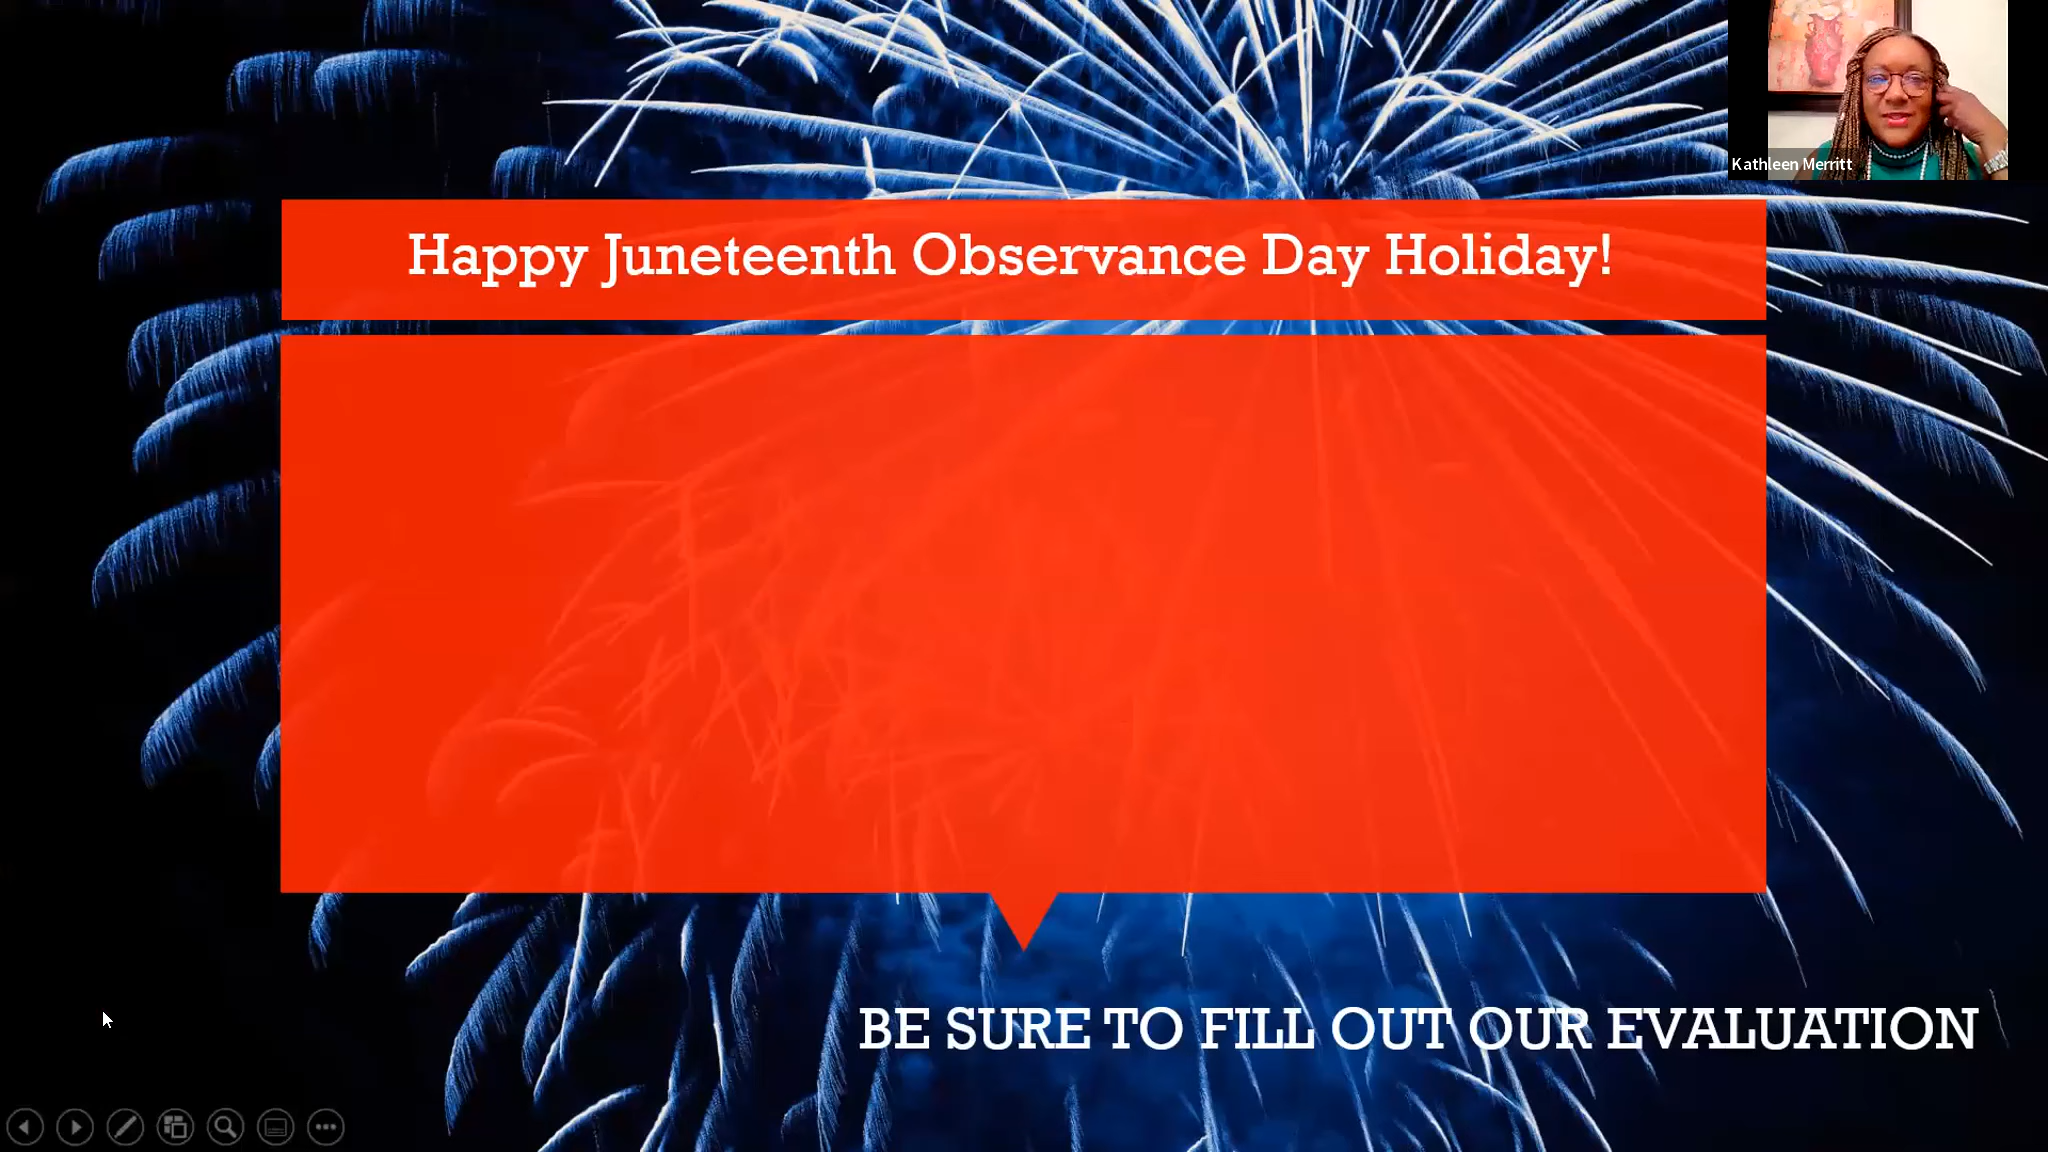 Kathleen Merritt
Happy Juneteenth Observance Day Holiday!
BE SURE TO FILL OUT OUR EVALUATION